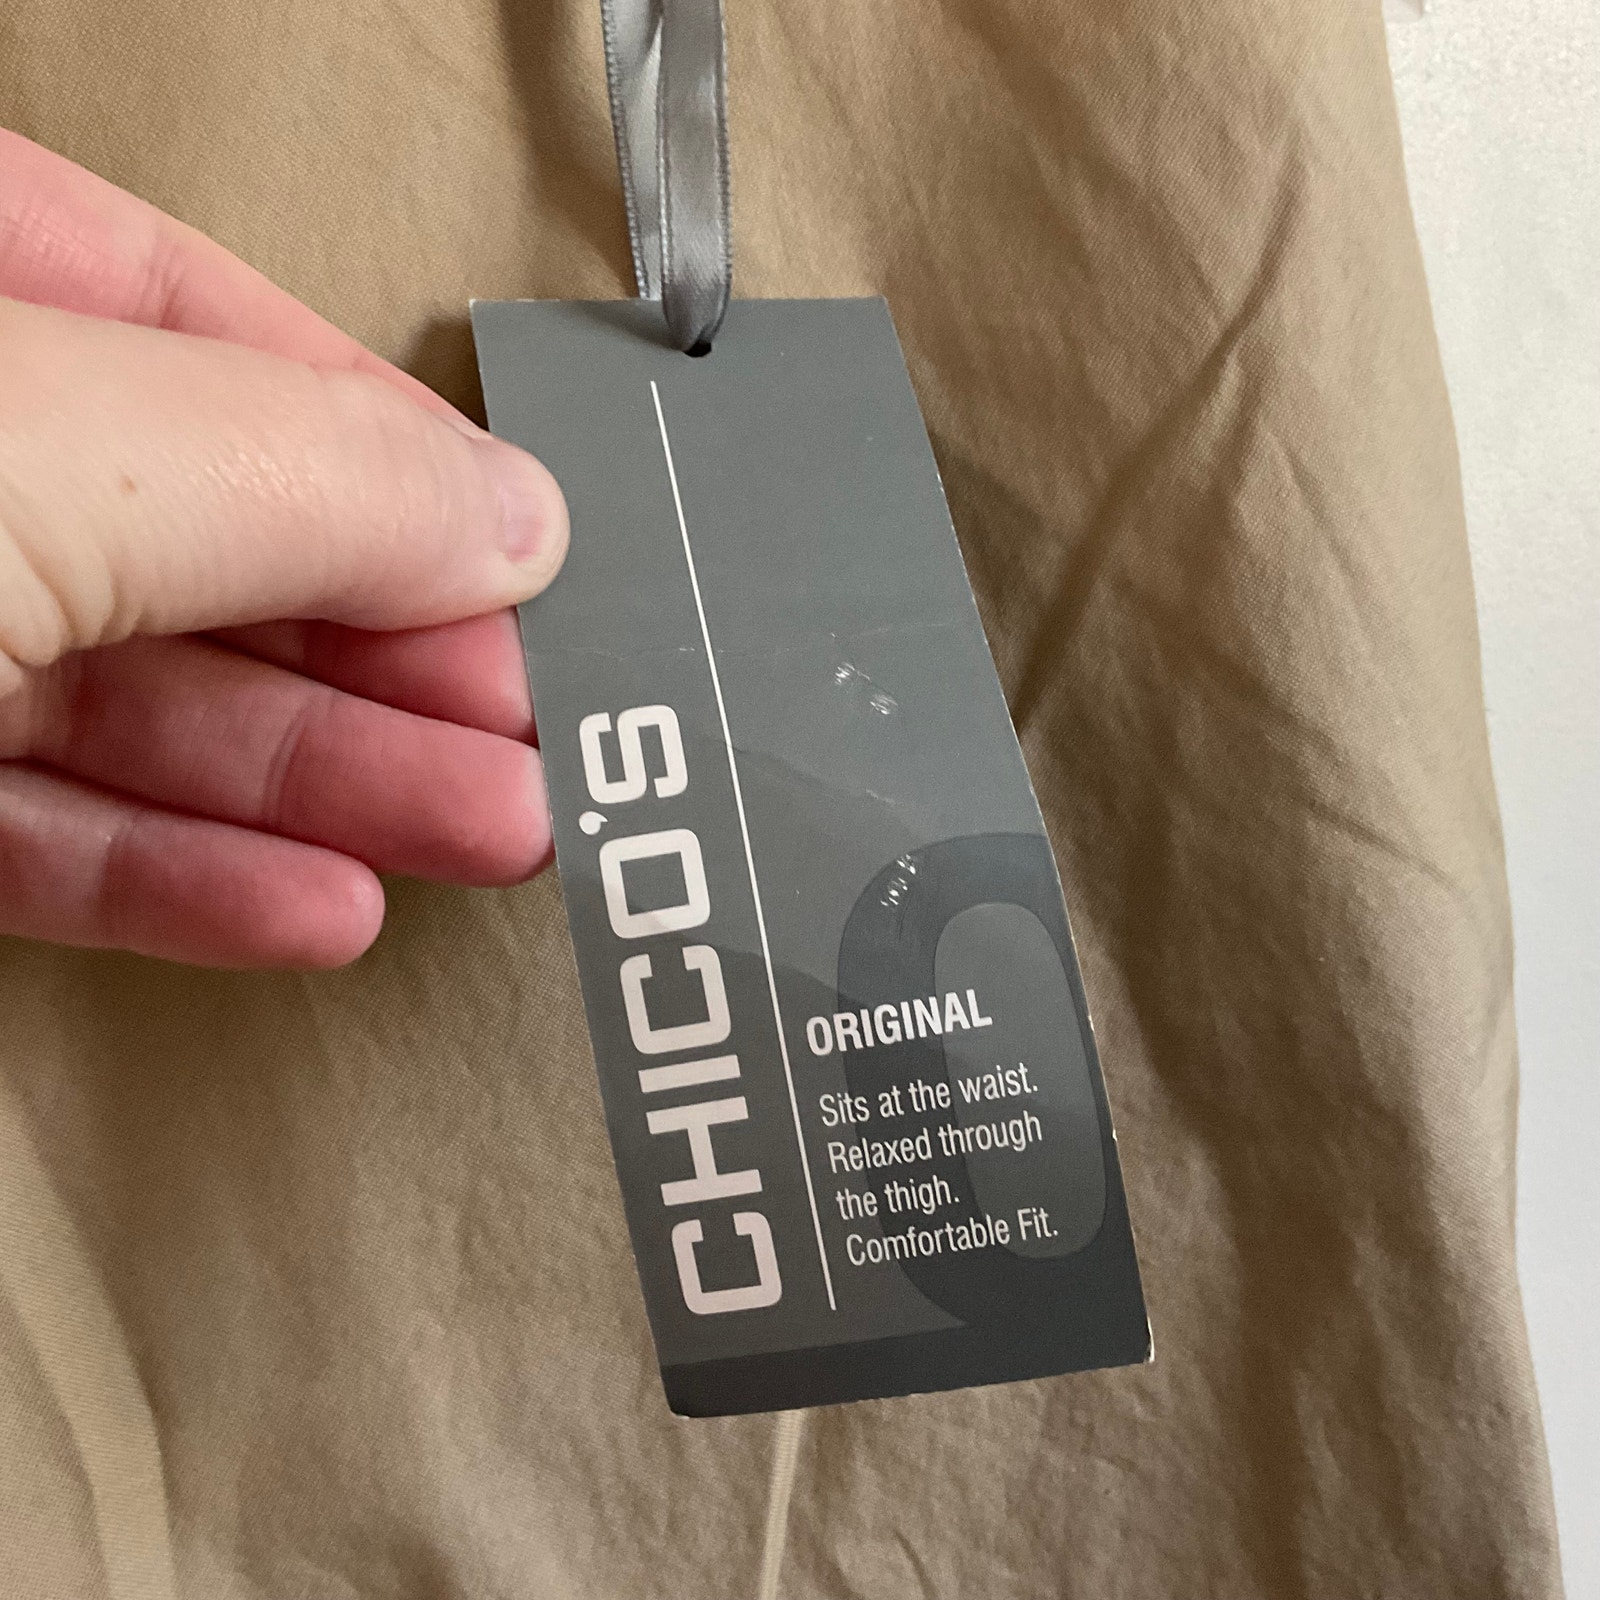 CHICO'S
ORIGINAL
Sits at the waist.
Relaxed through
the thigh.
Comfortable Fit.